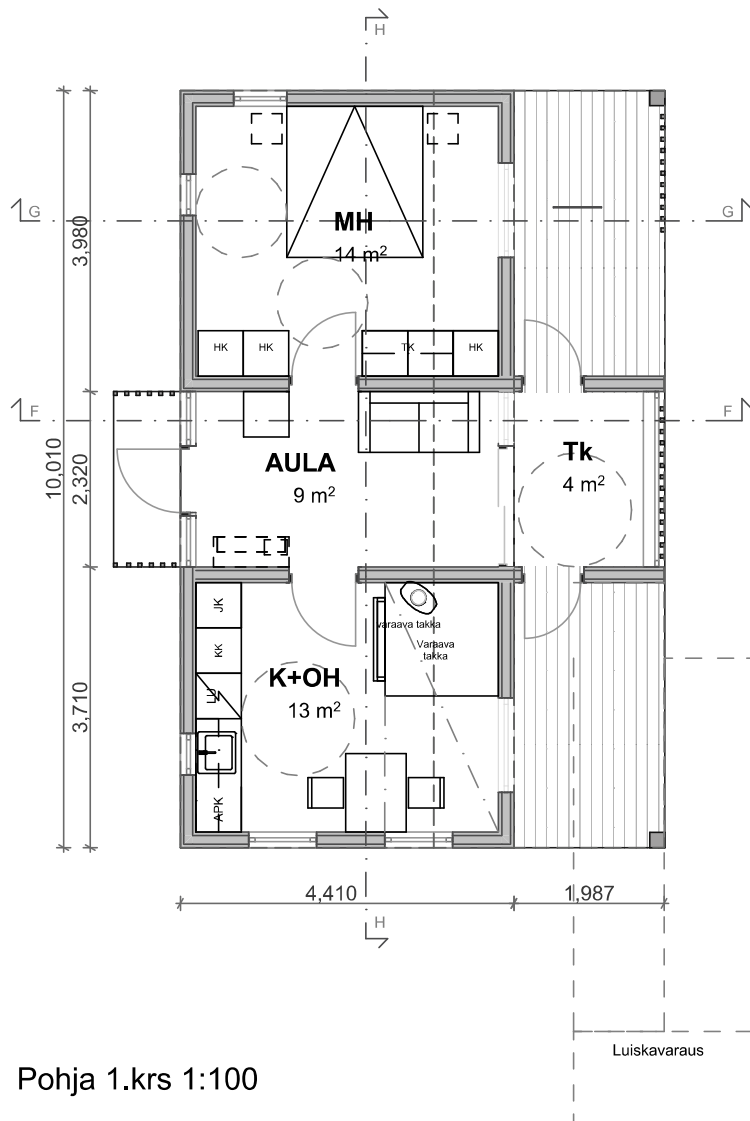 H
G
G
MH
14 m²
3,980
HK
HK
TK
HK
F
F
10,010
2,320
AULA
9 m²
Tk
4 m²
JK
KK
LU
APK
varaava takka
Varaava
takka
K+OH
13 m²
3,710
4,410
1,987
H
Luiskavaraus
Pohja 1.krs 1:100